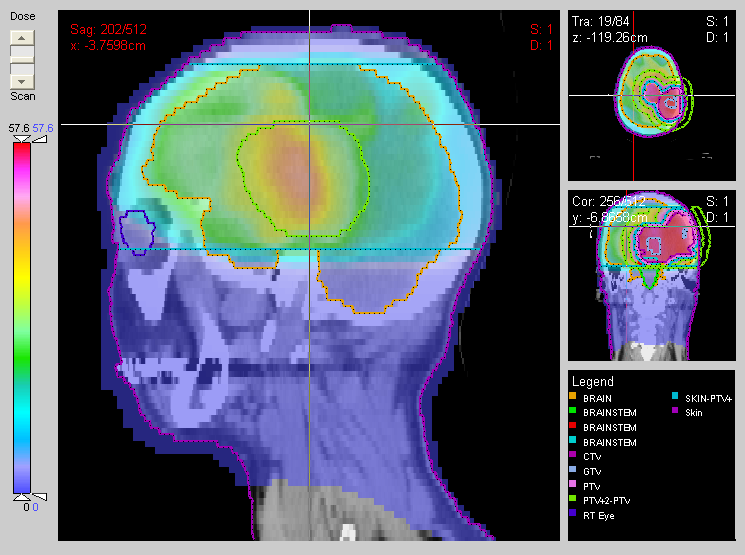 Dose
Scan
57.6 57.6
0 0
Sag: 202/512
x: -3.7598cm
S: 1
D: 1
Tra: 19/84
z: -119.26cm
S: 1
D: 1
Cor: 256/512
y: -6.8658cm
S: 1
D: 1
Legend
BRAIN
BRAINSTEM
BRAINSTEM
BRAINSTEM
CTv
GTv
PTv
PTV+2-PTv
RT Eye
SKIN-PTV+
Skin